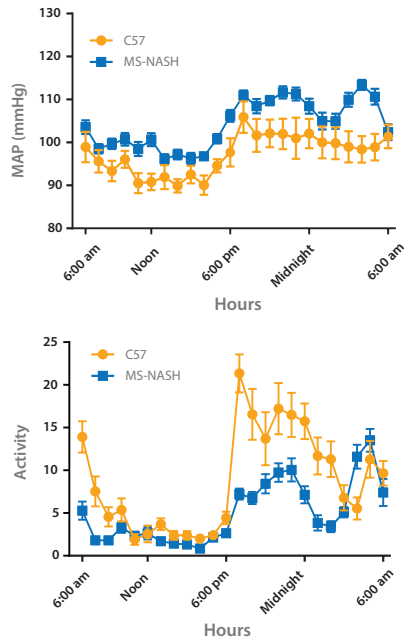 130
C57
MS-NASH
120
110
100
90
80
MAP (mmHg)
6:00 am
Noon
6:00 pm
Midnight
6:00 am
Hours
25
C57
MS-NASH
20
15
10
5
0
Activity
6:00 am
Noon
6:00 pm
Midnight
6:00 am
Hours